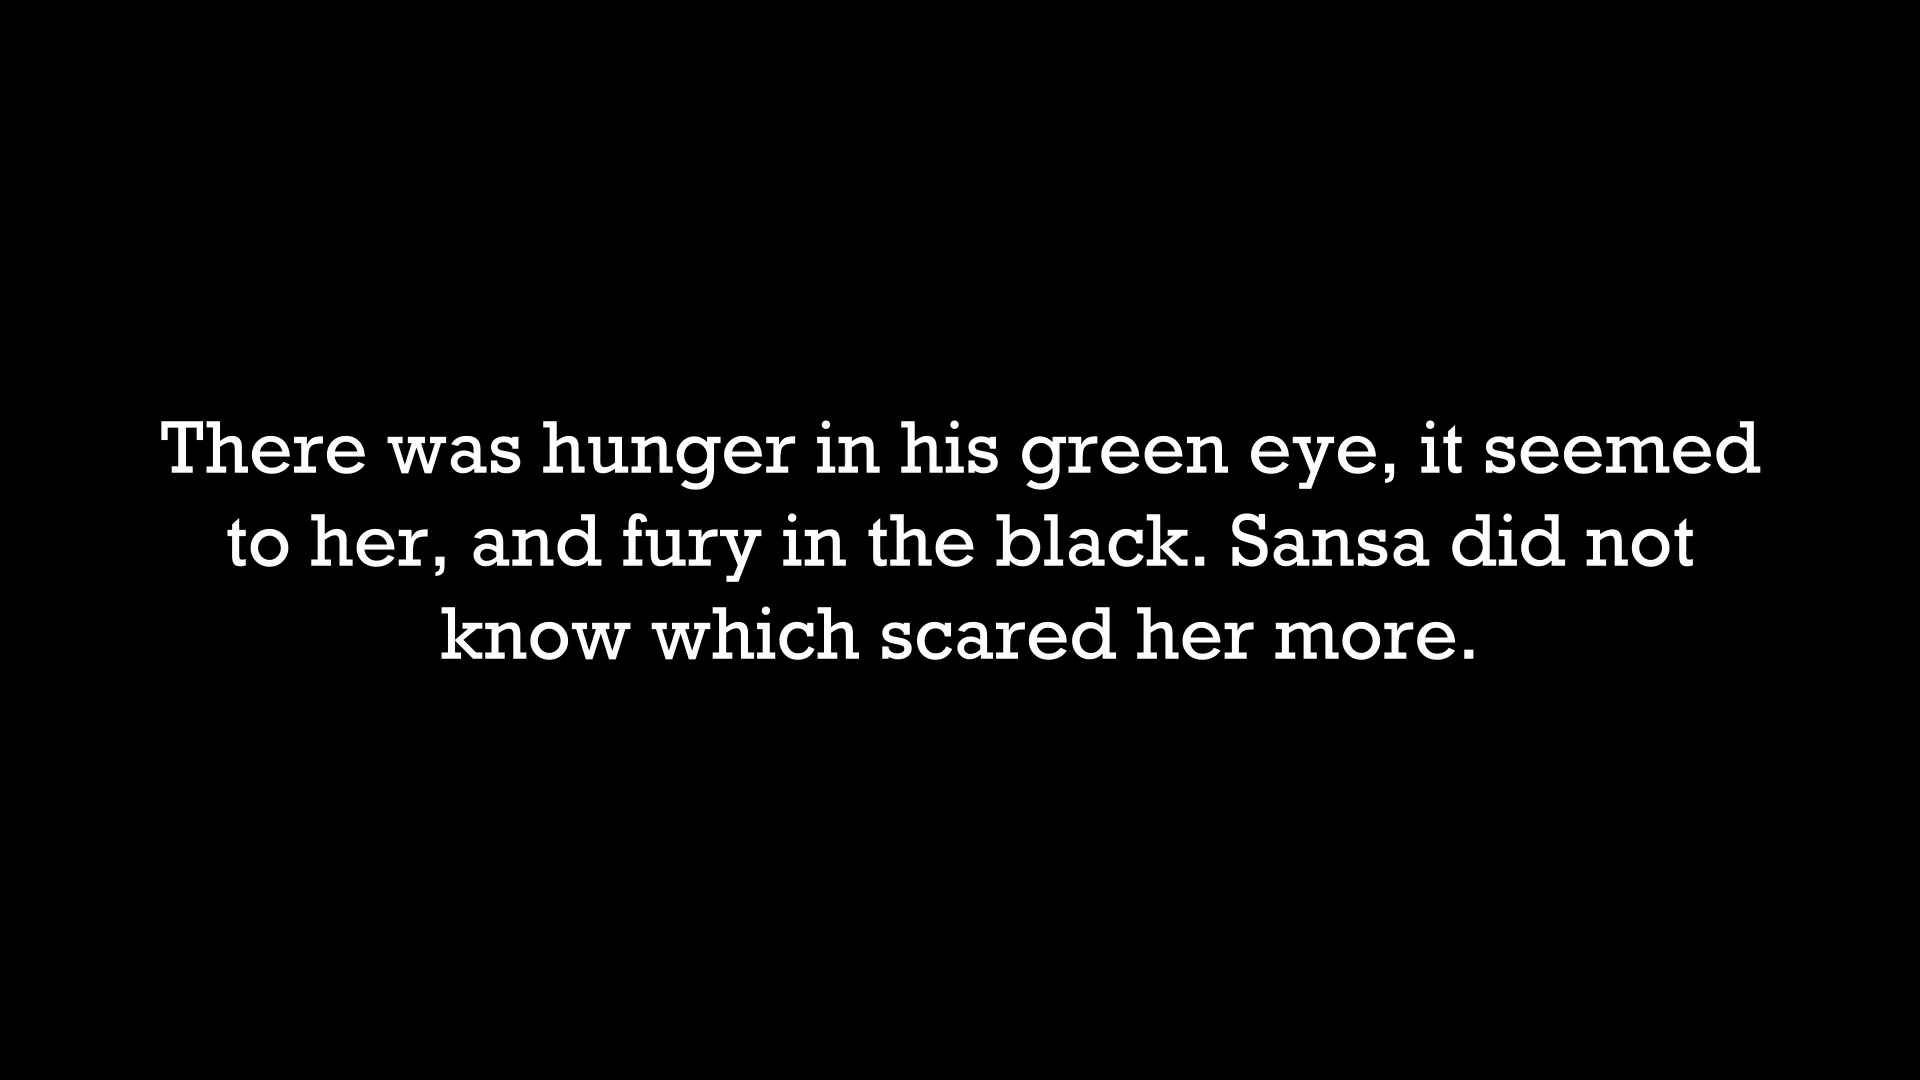 There was hunger in his green eye, it seemed
to her, and fury in the black. Sansa did not
know which scared her more.